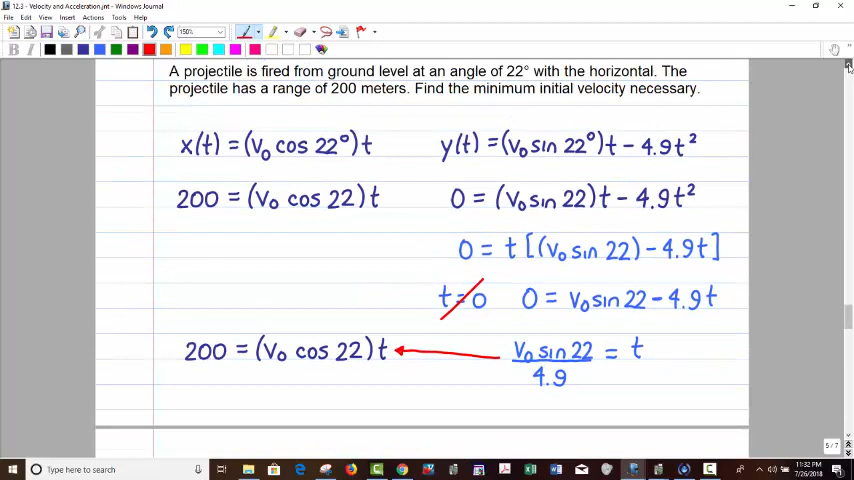 12.3 - Velocity and Acceleration.jnt - Windows Journal
File Edit View Insert Actions Tools Help
150%
B I
A projectile is fired from ground level at an angle of 22° with the horizontal. The
projectile has a range of 200 meters. Find the minimum initial velocity necessary.
x(t) = (v₀ cos 22°)t y(t) = (v₀ sin 22°)t − 4.9t²
200 = (v₀ cos 22)t 0 = (v₀ sin 22)t − 4.9t²
0 = t[(v₀ sin 22) − 4.9t]
t = 0 0 = v₀ sin 22 − 4.9t
200 = (v₀ cos 22)t v₀ sin 22 = t
4.9
5 / 7
Type here to search
11:32 PM
7/26/2018